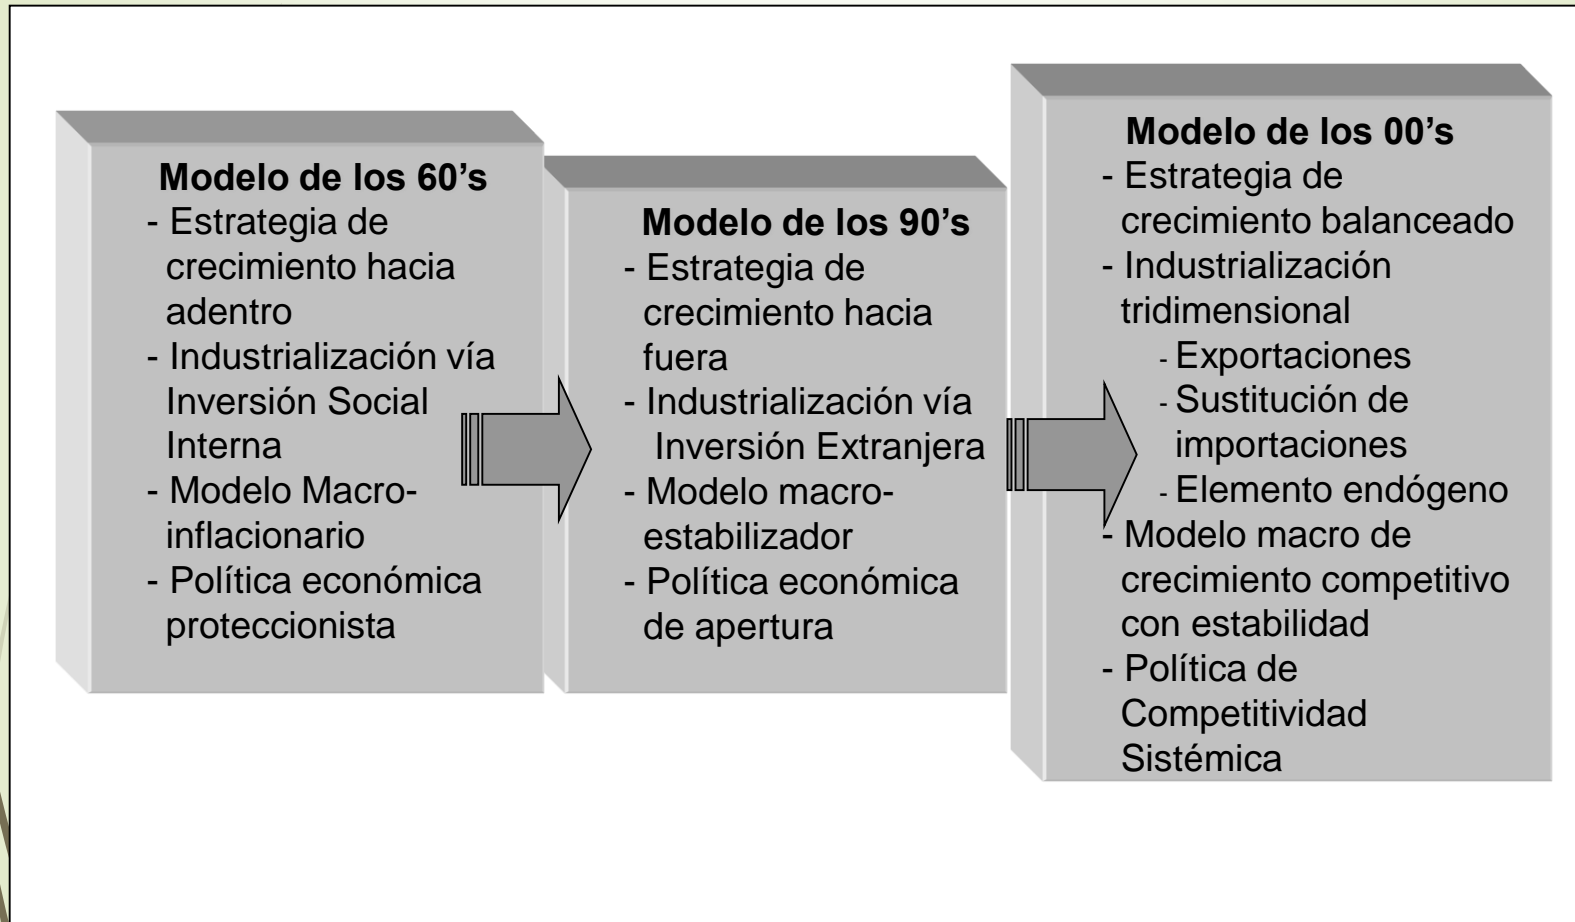 Modelo de los 60’s
- Estrategia de
crecimiento hacia
adentro
- Industrialización vía
Inversión Social
Interna
- Modelo Macro-
inflacionario
- Política económica
proteccionista
Modelo de los 90’s
- Estrategia de
crecimiento hacia
fuera
- Industrialización vía
Inversión Extranjera
- Modelo macro-
estabilizador
- Política económica
de apertura
Modelo de los 00’s
- Estrategia de
crecimiento balanceado
- Industrialización
tridimensional
- Exportaciones
- Sustitución de
importaciones
- Elemento endógeno
- Modelo macro de
crecimiento competitivo
con estabilidad
- Política de
Competitividad
Sistémica